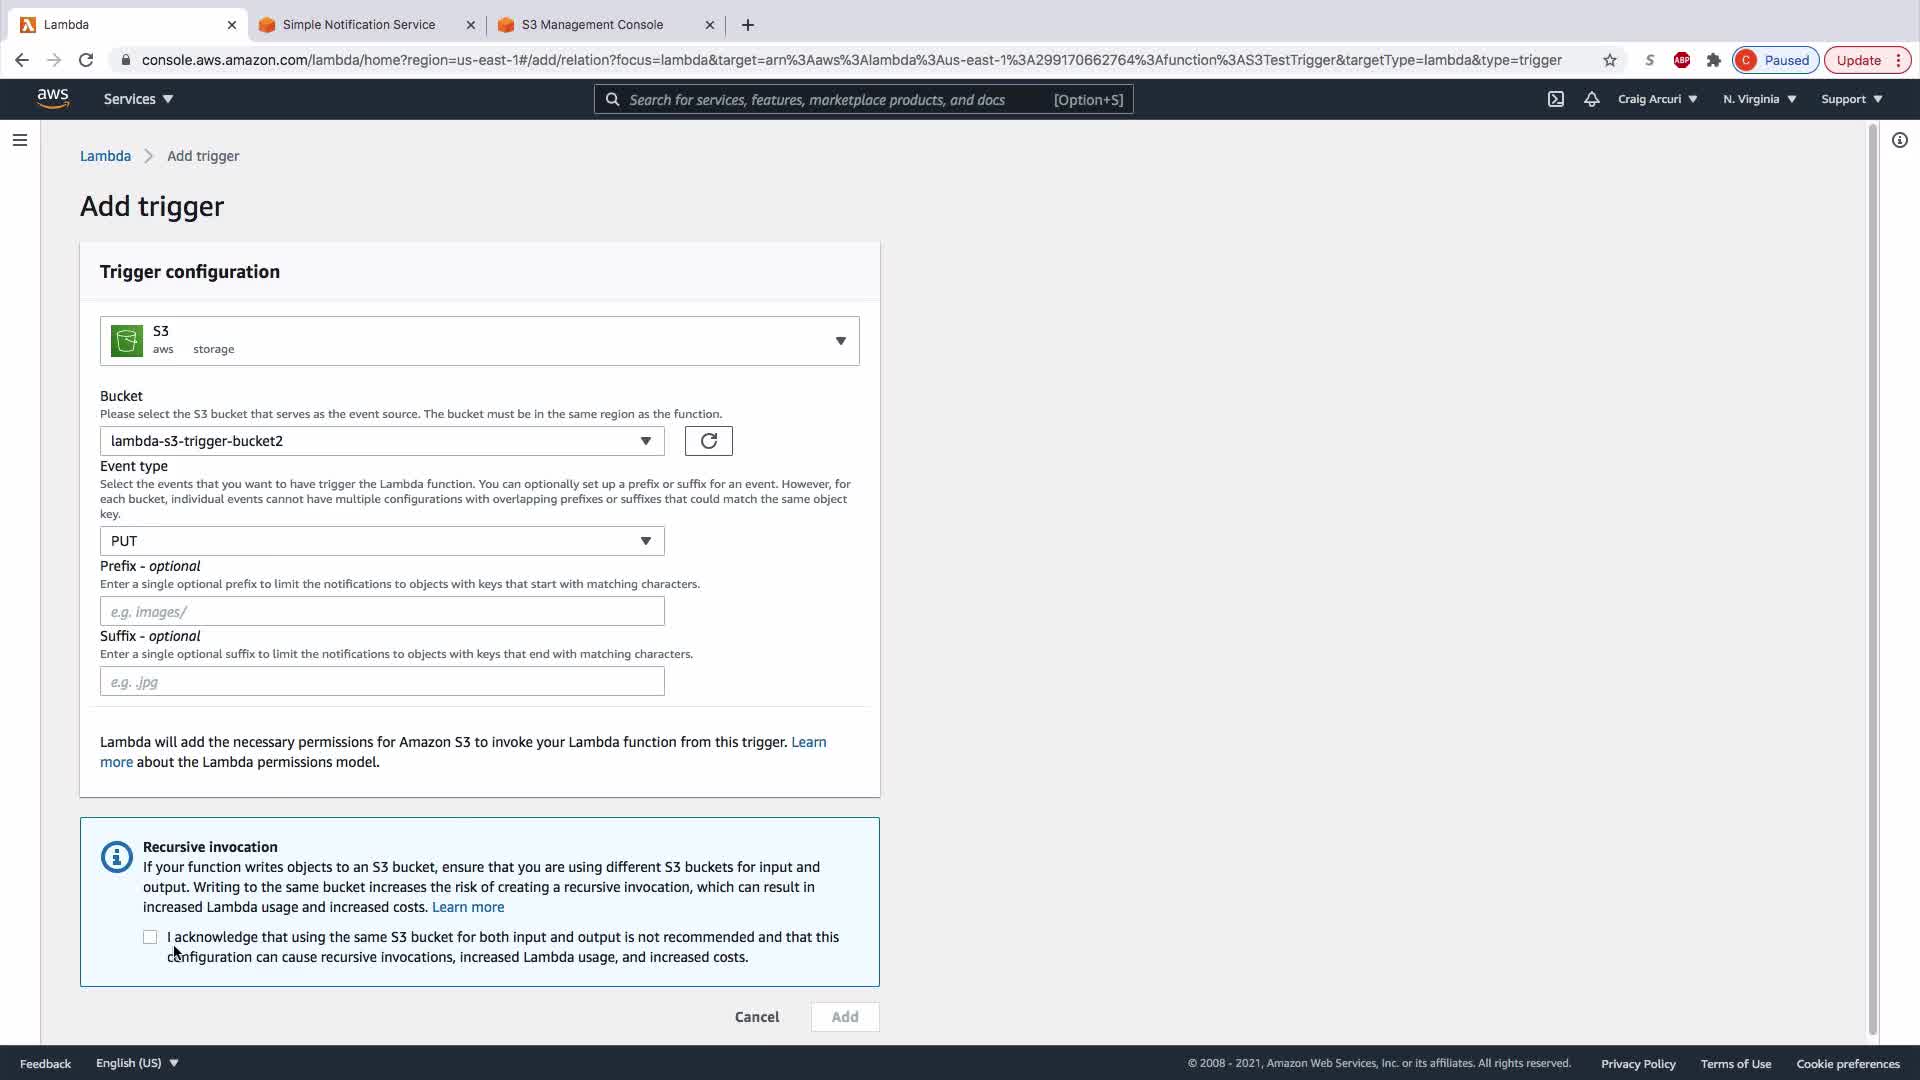 Lambda
Simple Notification Service
S3 Management Console
console.aws.amazon.com/lambda/home?region=us-east-1#/add/relation?focus=lambda&target=arn%3Aaws%3Alambda%3Aus-east-1%3A299170662764%3Afunction%3AS3TestTrigger&targetType=lambda&type=trigger
S
ABP
C Paused
Update
aws
Services
Search for services, features, marketplace products, and docs [Option+S]
Craig Arcuri
N. Virginia
Support
Lambda
Add trigger
Add trigger
Trigger configuration
S3
aws storage
Bucket
Please select the S3 bucket that serves as the event source. The bucket must be in the same region as the function.
lambda-s3-trigger-bucket2
Event type
Select the events that you want to have trigger the Lambda function. You can optionally set up a prefix or suffix for an event. However, for
each bucket, individual events cannot have multiple configurations with overlapping prefixes or suffixes that could match the same object
key.
PUT
Prefix - optional
Enter a single optional prefix to limit the notifications to objects with keys that start with matching characters.
e.g. images/
Suffix - optional
Enter a single optional suffix to limit the notifications to objects with keys that end with matching characters.
e.g. .jpg
Lambda will add the necessary permissions for Amazon S3 to invoke your Lambda function from this trigger. Learn
more about the Lambda permissions model.
Recursive invocation
If your function writes objects to an S3 bucket, ensure that you are using different S3 buckets for input and
output. Writing to the same bucket increases the risk of creating a recursive invocation, which can result in
increased Lambda usage and increased costs. Learn more
I acknowledge that using the same S3 bucket for both input and output is not recommended and that this
configuration can cause recursive invocations, increased Lambda usage, and increased costs.
Cancel
Add
Feedback
English (US)
© 2008 - 2021, Amazon Web Services, Inc. or its affiliates. All rights reserved.
Privacy Policy
Terms of Use
Cookie preferences